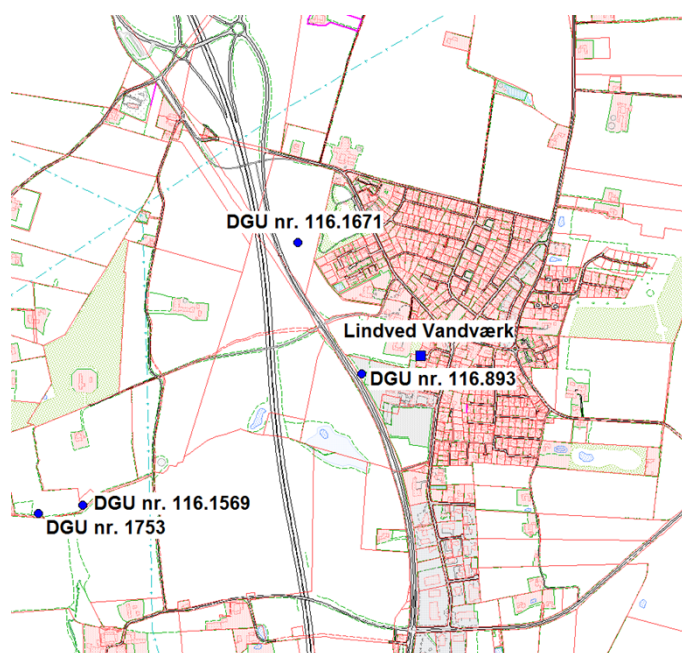 DGU nr. 116.1671
Lindved Vandværk
DGU nr. 116.893
DGU nr. 116.1569
DGU nr. 1753